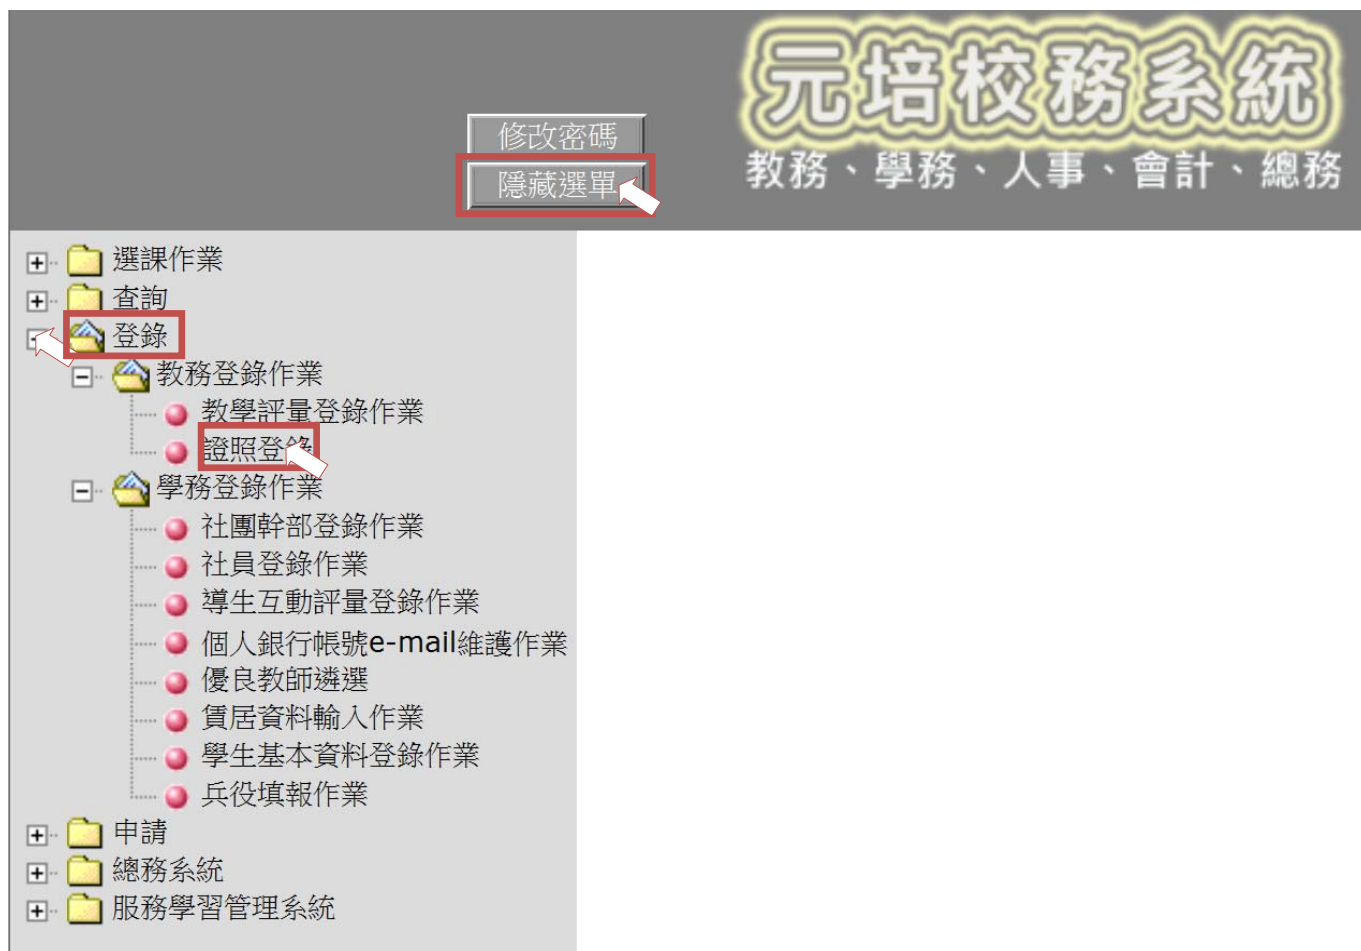 元培校務系統
修改密碼
教務、學務、人事、會計、總務
隱藏選單
選課作業
查詢
登錄
教務登錄作業
教學評量登錄作業
證照登錄
學務登錄作業
社團幹部登錄作業
社員登錄作業
導生互動評量登錄作業
個人銀行帳號e-mail維護作業
優良教師遴選
賃居資料輸入作業
學生基本資料登錄作業
兵役填報作業
申請
總務系統
服務學習管理系統